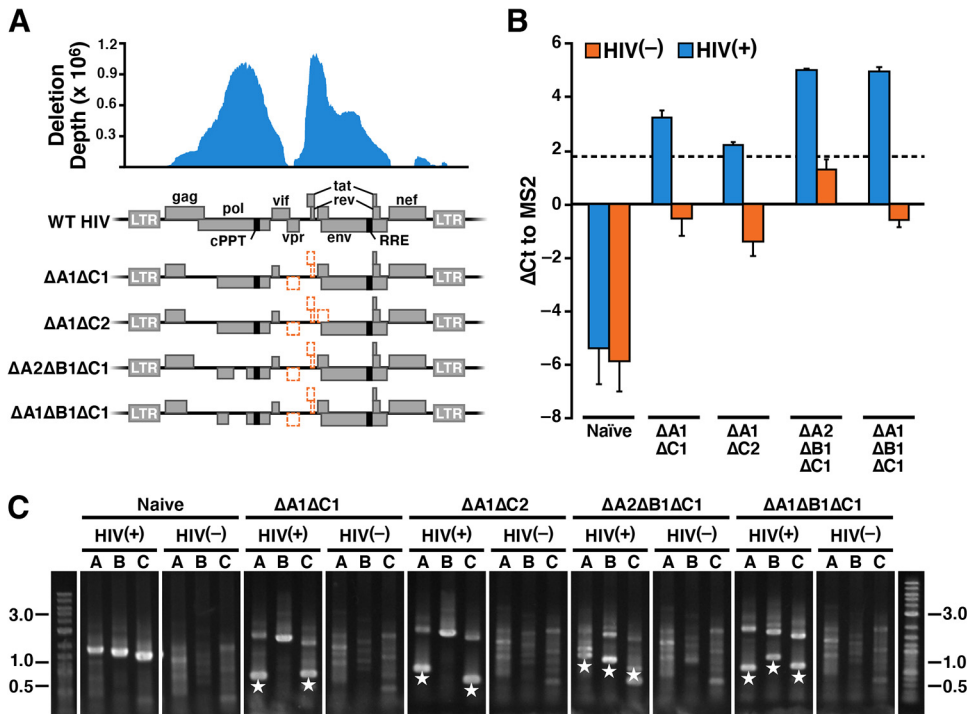 A
Deletion
Depth (x 10⁶)
1.2
0.9
0.6
0.3
WT HIV
LTR
gag
pol
cPPT
vif
vpr
tat
rev
env
RRE
nef
LTR
ΔA1ΔC1
LTR
LTR
ΔA1ΔC2
LTR
LTR
ΔA2ΔB1ΔC1
LTR
LTR
ΔA1ΔB1ΔC1
LTR
LTR
B
HIV(−) HIV(+)
ΔCt to MS2
6
4
2
0
−2
−4
−6
−8
Naïve
ΔA1
ΔC1
ΔA1
ΔC2
ΔA2
ΔB1
ΔC1
ΔA1
ΔB1
ΔC1
C
Naive ΔA1ΔC1 ΔA1ΔC2 ΔA2ΔB1ΔC1 ΔA1ΔB1ΔC1
HIV(+) HIV(−) HIV(+) HIV(−) HIV(+) HIV(−) HIV(+) HIV(−) HIV(+) HIV(−)
A B C A B C A B C A B C A B C A B C A B C A B C A B C A B C
3.0 3.0
1.0 1.0
0.5 0.5